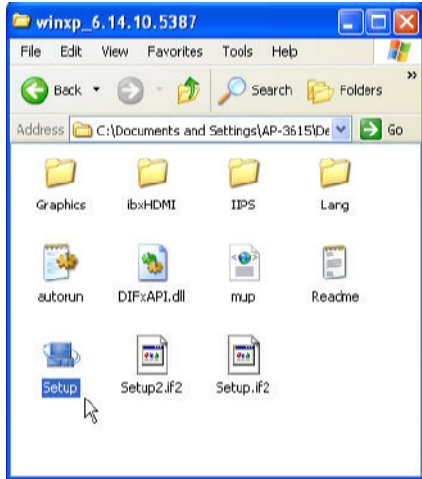 winxp_6.14.10.5387
File Edit View Favorites Tools Help
Back Search Folders »
Address C:\Documents and Settings\AP-3615\De Go
Graphics ibxHDMI IIPS Lang
autorun DIFxAPI.dll mup Readme
Setup Setup2.if2 Setup.if2